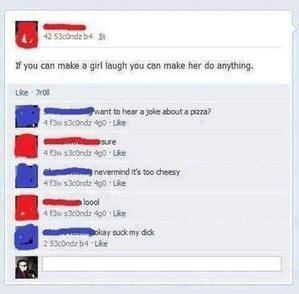 42 53c0ndz b4
If you can make a girl laugh you can make her do anything.
Like · 7r0ll
want to hear a joke about a pizza?
4 f3w s3c0ndz 4g0 · Like
sure
4 f3w s3c0ndz 4g0 · Like
nevermind it's too cheesy
4 f3w s3c0ndz 4g0 · Like
loool
4 f3w s3c0ndz 4g0 · Like
okay suck my dick
2 53c0ndz b4 · Like